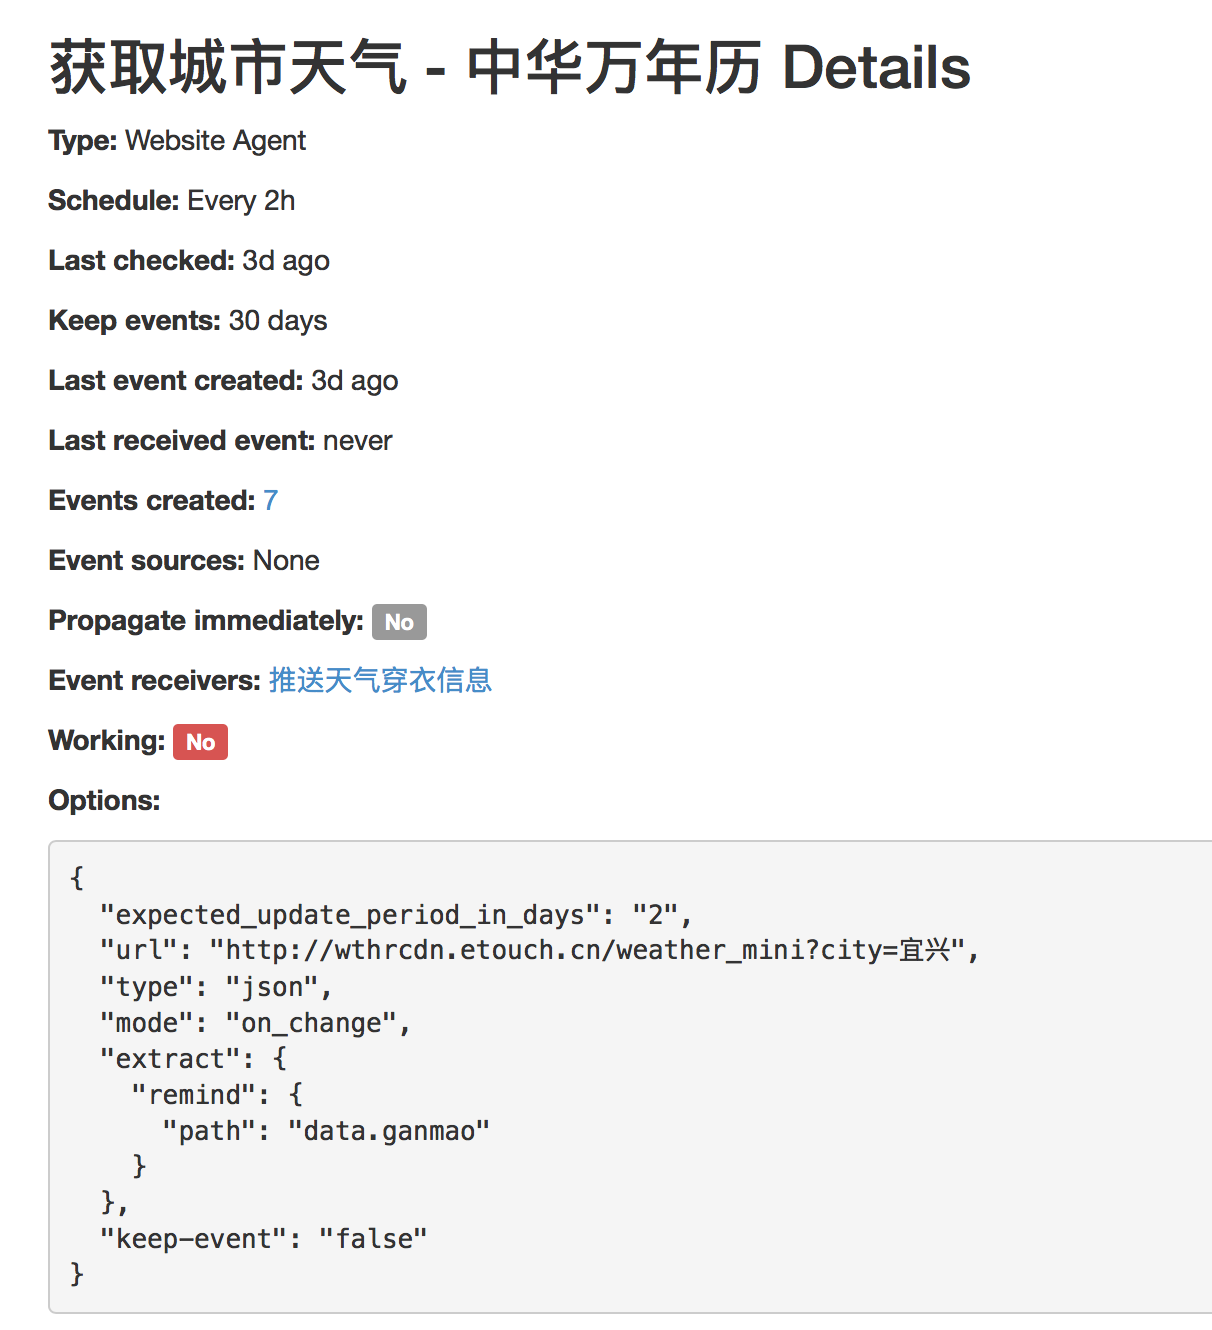 获取城市天气 - 中华万年历 Details
Type: Website Agent
Schedule: Every 2h
Last checked: 3d ago
Keep events: 30 days
Last event created: 3d ago
Last received event: never
Events created: 7
Event sources: None
Propagate immediately: No
Event receivers: 推送天气穿衣信息
Working: No
Options:
{
  "expected_update_period_in_days": "2",
  "url": "http://wthrcdn.etouch.cn/weather_mini?city=宜兴",
  "type": "json",
  "mode": "on_change",
  "extract": {
    "remind": {
      "path": "data.ganmao"
    }
  },
  "keep-event": "false"
}